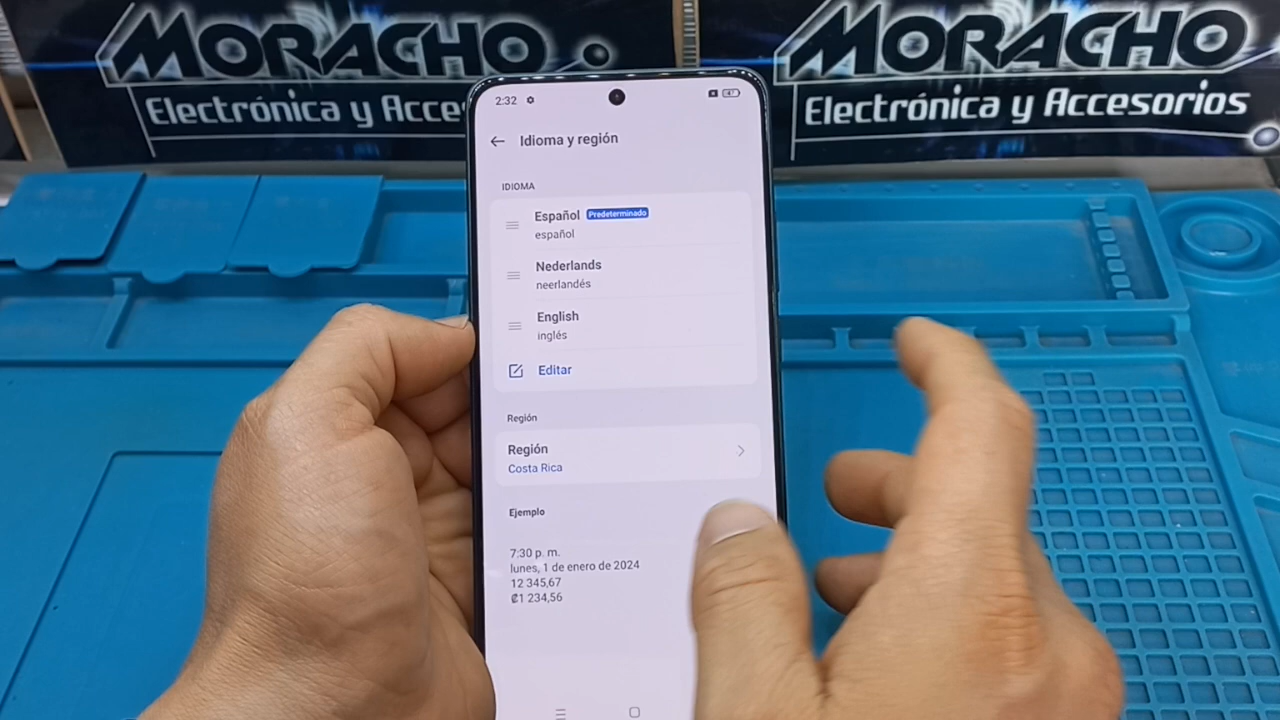 MORACHO
Electrónica y Acce
MORACHO
Electrónica y Accesorios
2:32
47
Idioma y región
IDIOMA
Español Predeterminado
español
Nederlands
neerlandés
English
inglés
Editar
Región
Región
Costa Rica
Ejemplo
7:30 p. m.
lunes, 1 de enero de 2024
12 345,67
₡1 234,56